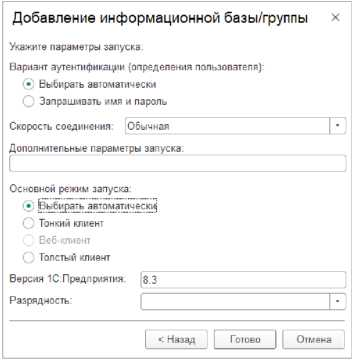 Добавление информационной базы/группы ×
Укажите параметры запуска:
Вариант аутентификации (определения пользователя):
Выбирать автоматически
Запрашивать имя и пароль
Скорость соединения: Обычная
Дополнительные параметры запуска:
Основной режим запуска:
Выбирать автоматически
Тонкий клиент
Веб-клиент
Толстый клиент
Версия 1С:Предприятия: 8.3
Разрядность:
< Назад Готово Отмена